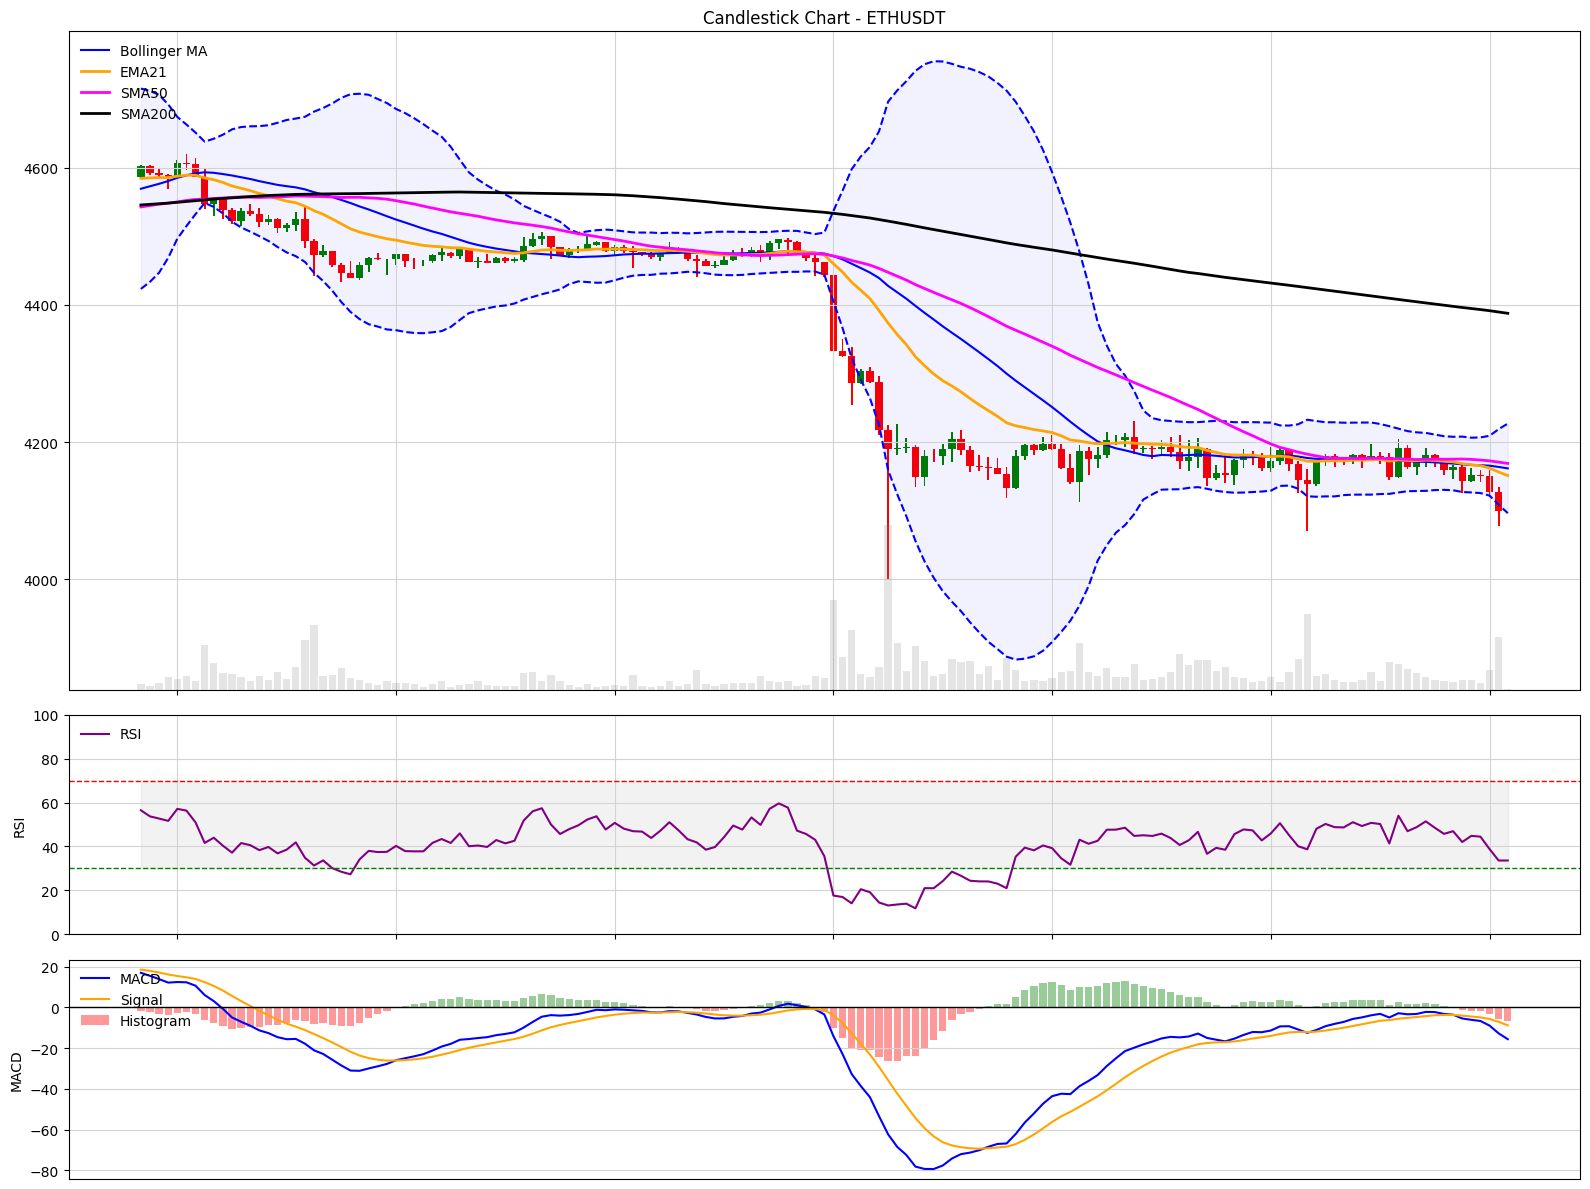 Candlestick Chart - ETHUSDT
Bollinger MA
EMA21
SMA50
SMA200
4600
4400
4200
4000
100
80
60
40
20
0
RSI
RSI
20
0
−20
−40
−60
−80
MACD
MACD
Signal
Histogram